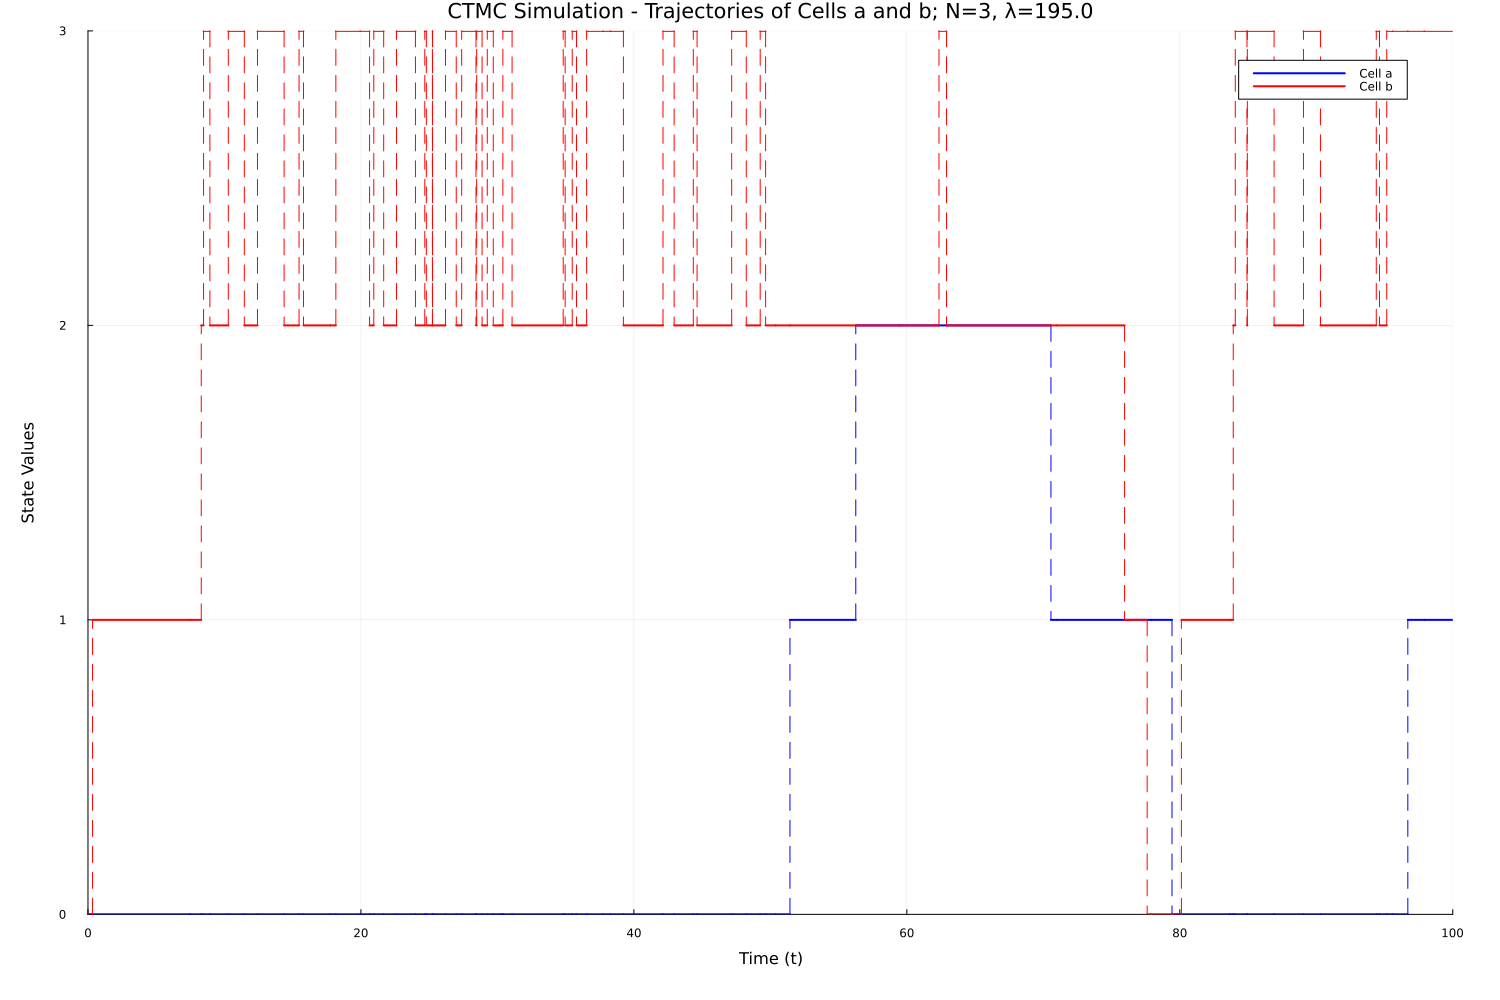 CTMC Simulation - Trajectories of Cells a and b; N=3, λ=195.0
3
Cell a
Cell b
2
State Values
1
0
0 20 40 60 80 100
Time (t)